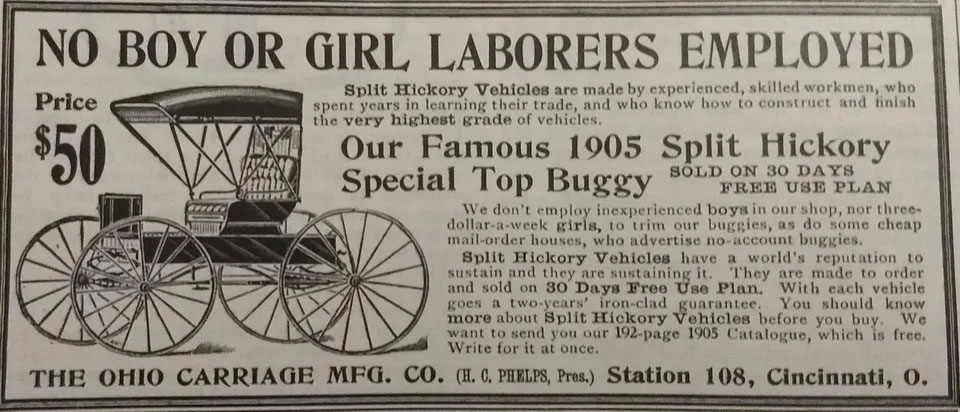 NO BOY OR GIRL LABORERS EMPLOYED
Price
$50
Split Hickory Vehicles are made by experienced, skilled workmen, who
spent years in learning their trade, and who know how to construct and finish
the very highest grade of vehicles.
Our Famous 1905 Split Hickory
Special Top Buggy
SOLD ON 30 DAYS
FREE USE PLAN
We don't employ inexperienced boys in our shop, nor three-
dollar-a-week girls, to trim our buggies, as do some cheap
mail-order houses, who advertise no-account buggies.
Split Hickory Vehicles have a world's reputation to
sustain and they are sustaining it. They are made to order
and sold on 30 Days Free Use Plan. With each vehicle
goes a two-years' iron-clad guarantee. You should know
more about Split Hickory Vehicles before you buy. We
want to send you our 192-page 1905 Catalogue, which is free.
Write for it at once.
THE OHIO CARRIAGE MFG. CO. (H. C. PHELPS, Pres.) Station 108, Cincinnati, O.